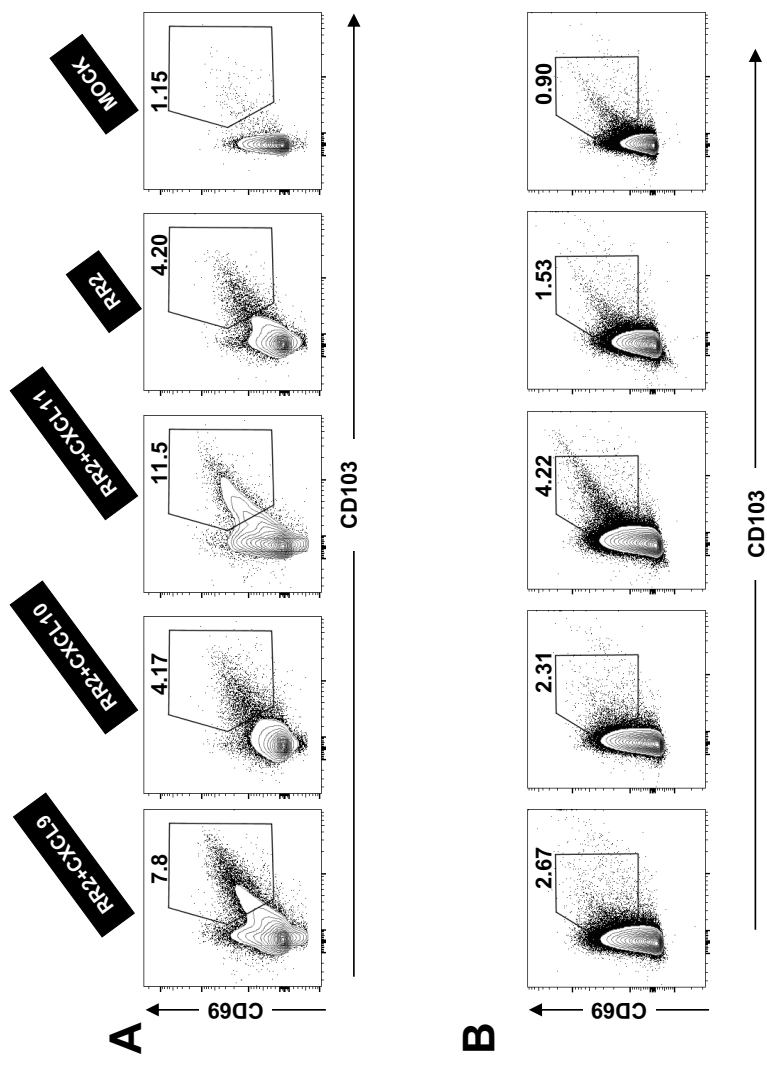 A
RR2+CXCL9
RR2+CXCL10
RR2+CXCL11
RR2
MOCK
7.8
4.17
11.5
4.20
1.15
CD69
CD103
B
2.67
2.31
4.22
1.53
0.90
CD69
CD103